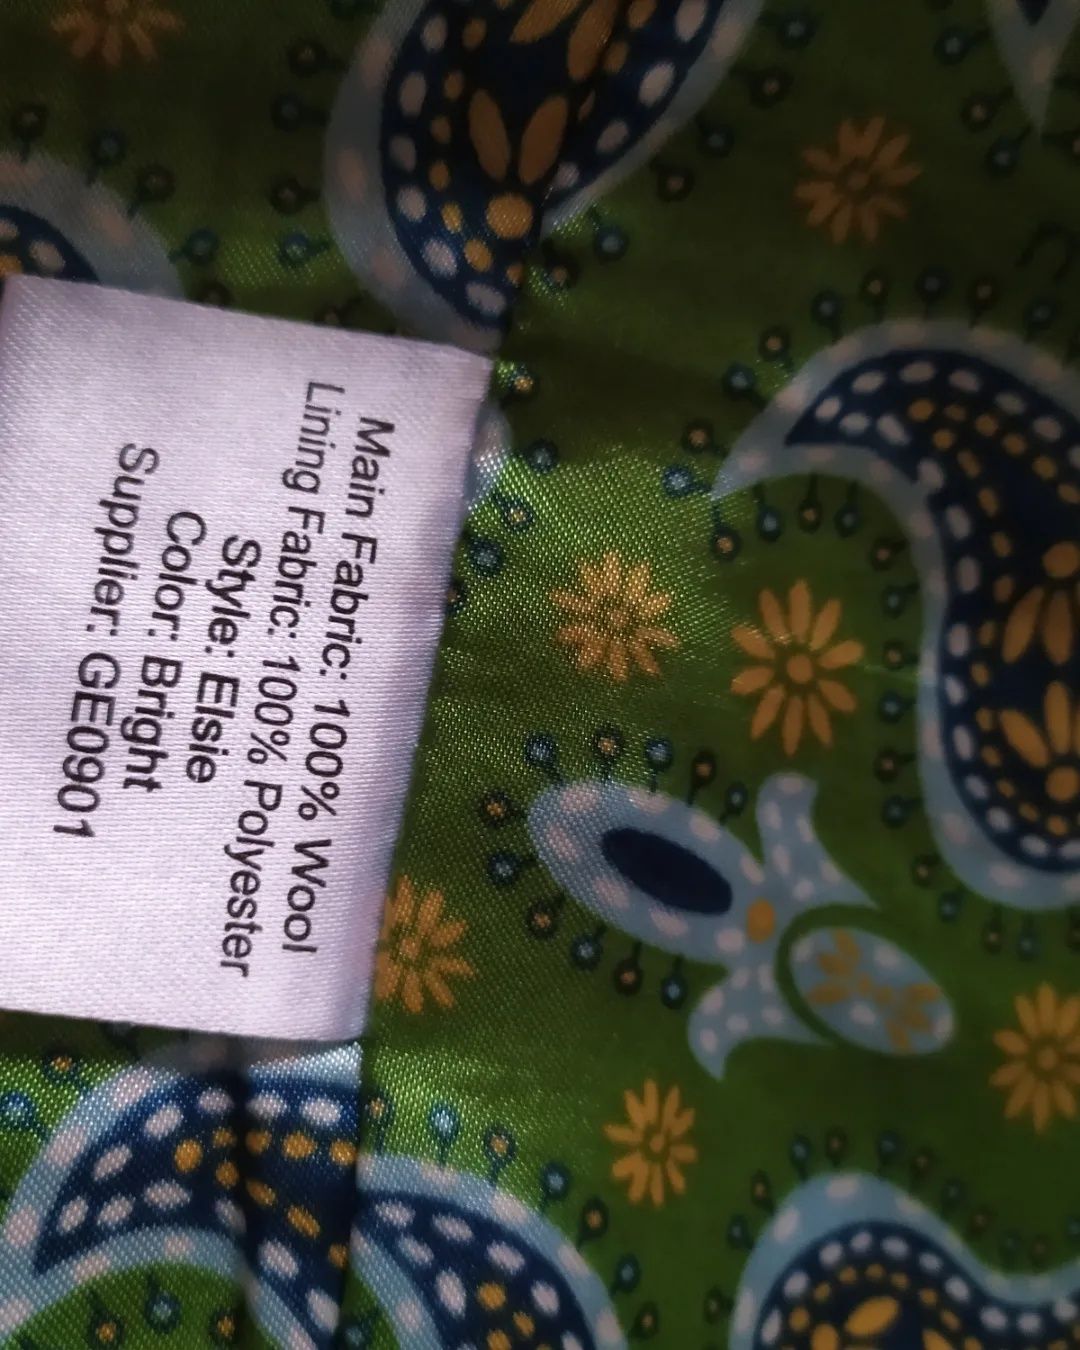 Main Fabric: 100% Wool
Lining Fabric: 100% Polyester
Style: Elsie
Color: Bright
Supplier: GE0901